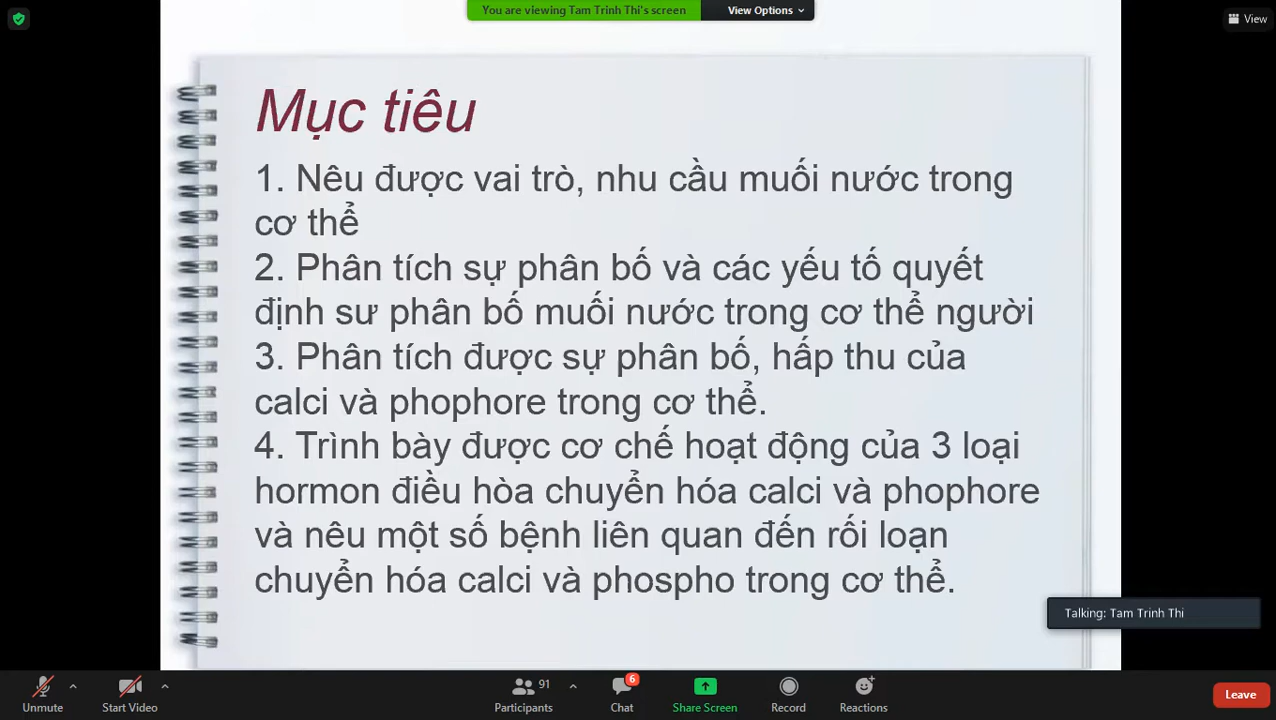 You are viewing Tam Trinh Thi's screen
View Options
View
Mục tiêu
1. Nêu được vai trò, nhu cầu muối nước trong
cơ thể
2. Phân tích sự phân bố và các yếu tố quyết
định sư phân bố muối nước trong cơ thể người
3. Phân tích được sự phân bố, hấp thu của
calci và phophore trong cơ thể.
4. Trình bày được cơ chế hoạt động của 3 loại
hormon điều hòa chuyển hóa calci và phophore
và nêu một số bệnh liên quan đến rối loạn
chuyển hóa calci và phospho trong cơ thể.
Talking: Tam Trinh Thi
91
6
Unmute
Start Video
Participants
Chat
Share Screen
Record
Reactions
Leave